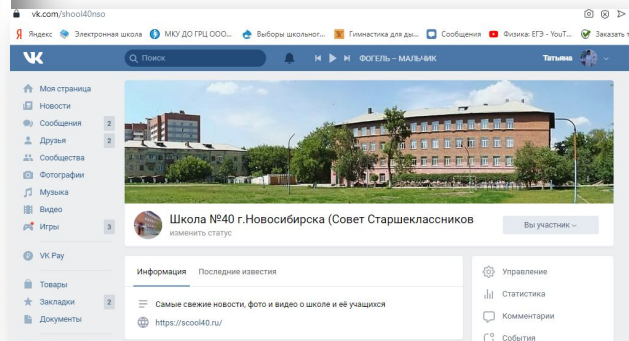 vk.com/shool40nso
Яндекс Электронная школа МКУ ДО ГРЦ ООО... Выборы школьног... Гимнастика для ды... Сообщения Физика: ЕГЭ - YouT... Заказать т
Поиск ФОГЕЛЬ – МАЛЬЧИК Татьяна
Моя страница
Новости
Сообщения 2
Друзья 2
Сообщества
Фотографии
Музыка
Видео
Игры 3
VK Pay
Товары
Закладки 2
Документы
Школа №40 г.Новосибирска (Совет Старшеклассников
изменить статус
Вы участник
Информация Последние известия
Самые свежие новости, фото и видео о школе и её учащихся
https://scool40.ru/
Управление
Статистика
Комментарии
События